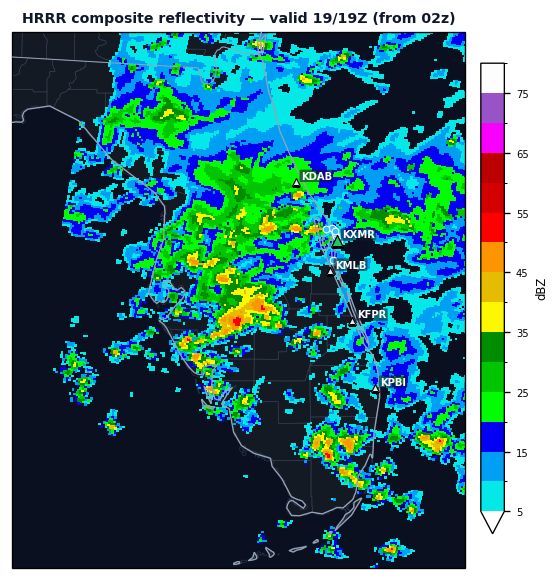 HRRR composite reflectivity — valid 19/19Z (from 02z)
75
65
55
45
35
25
15
5
dBZ
KDAB
KXMR
KMLB
KFPR
KPBI